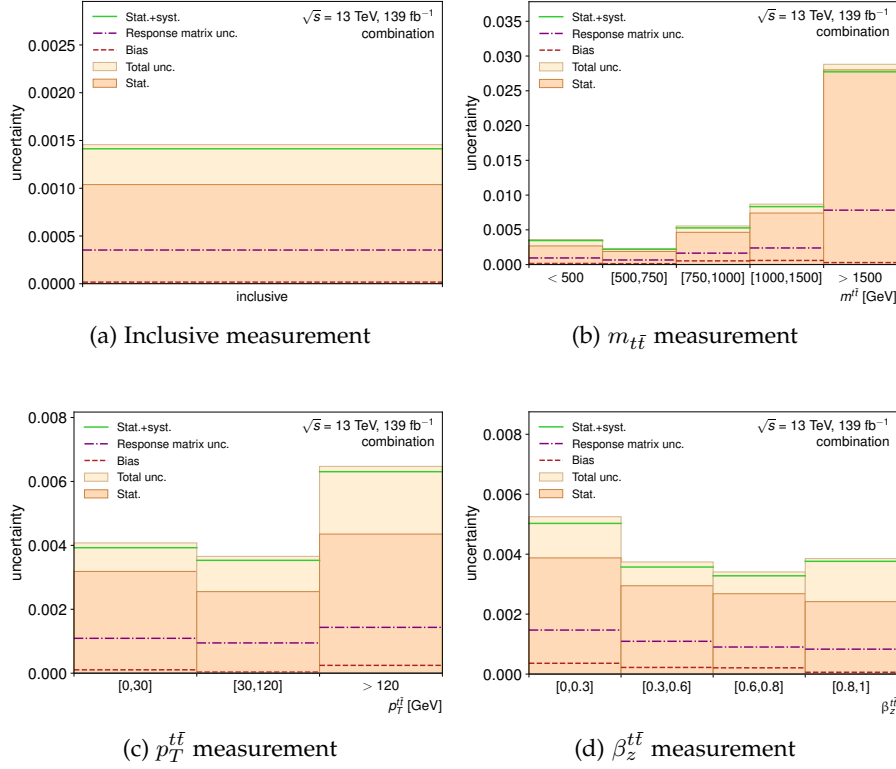 √s = 13 TeV, 139 fb⁻¹
combination
Stat.+syst.
Response matrix unc.
Bias
Total unc.
Stat.
uncertainty
0.0025
0.0020
0.0015
0.0010
0.0005
0.0000
inclusive
(a) Inclusive measurement
√s = 13 TeV, 139 fb⁻¹
combination
Stat.+syst.
Response matrix unc.
Bias
Total unc.
Stat.
uncertainty
0.035
0.030
0.025
0.020
0.015
0.010
0.005
0.000
< 500 [500,750] [750,1000] [1000,1500] > 1500
m^{tt̄} [GeV]
(b) m_{tt̄} measurement
√s = 13 TeV, 139 fb⁻¹
combination
Stat.+syst.
Response matrix unc.
Bias
Total unc.
Stat.
uncertainty
0.008
0.006
0.004
0.002
0.000
[0,30] [30,120] > 120
p_T^{tt̄} [GeV]
(c) p_T^{tt̄} measurement
√s = 13 TeV, 139 fb⁻¹
combination
Stat.+syst.
Response matrix unc.
Bias
Total unc.
Stat.
uncertainty
0.008
0.006
0.004
0.002
0.000
[0,0.3] [0.3,0.6] [0.6,0.8] [0.8,1]
β_z^{tt̄}
(d) β_z^{tt̄} measurement